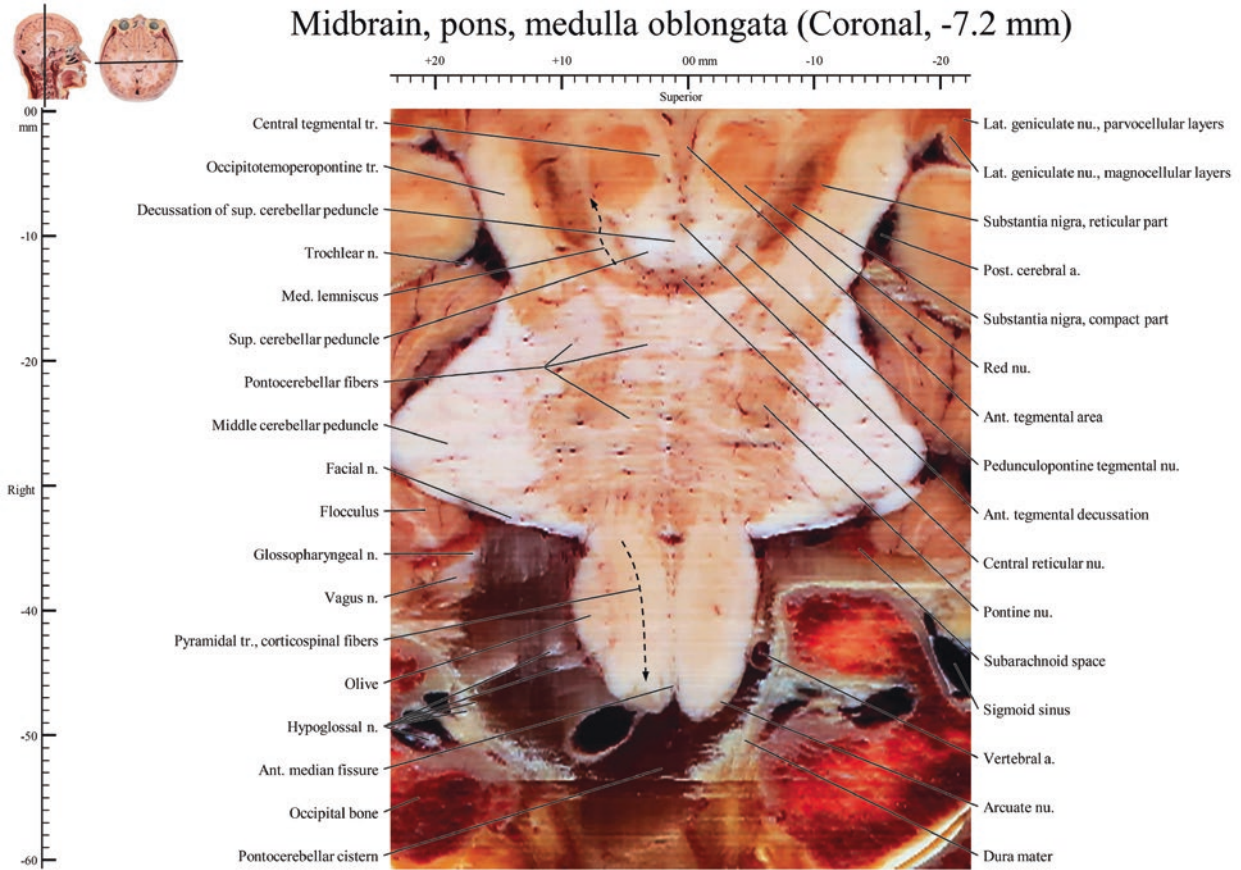 Midbrain, pons, medulla oblongata (Coronal, -7.2 mm)
+20
+10
00 mm
-10
-20
Superior
00
mm
-10
-20
Right
-40
-50
-60
Central tegmental tr.
Occipitotemoperopontine tr.
Decussation of sup. cerebellar peduncle
Trochlear n.
Med. lemniscus
Sup. cerebellar peduncle
Pontocerebellar fibers
Middle cerebellar peduncle
Facial n.
Flocculus
Glossopharyngeal n.
Vagus n.
Pyramidal tr., corticospinal fibers
Olive
Hypoglossal n.
Ant. median fissure
Occipital bone
Pontocerebellar cistern
Lat. geniculate nu., parvocellular layers
Lat. geniculate nu., magnocellular layers
Substantia nigra, reticular part
Post. cerebral a.
Substantia nigra, compact part
Red nu.
Ant. tegmental area
Pedunculopontine tegmental nu.
Ant. tegmental decussation
Central reticular nu.
Pontine nu.
Subarachnoid space
Sigmoid sinus
Vertebral a.
Arcuate nu.
Dura mater